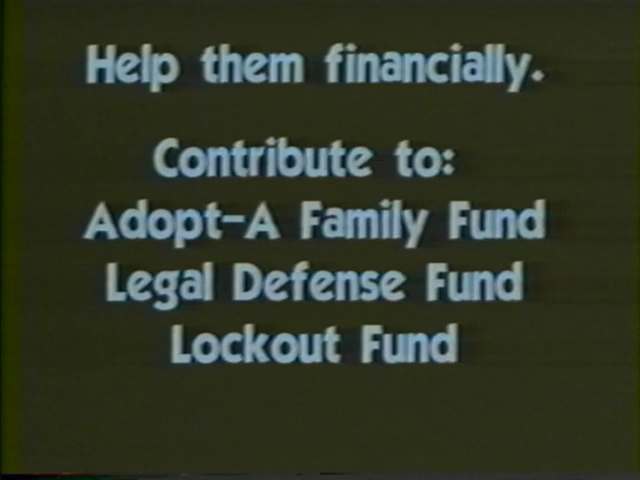 Help them financially.
Contribute to:
Adopt-A Family Fund
Legal Defense Fund
Lockout Fund